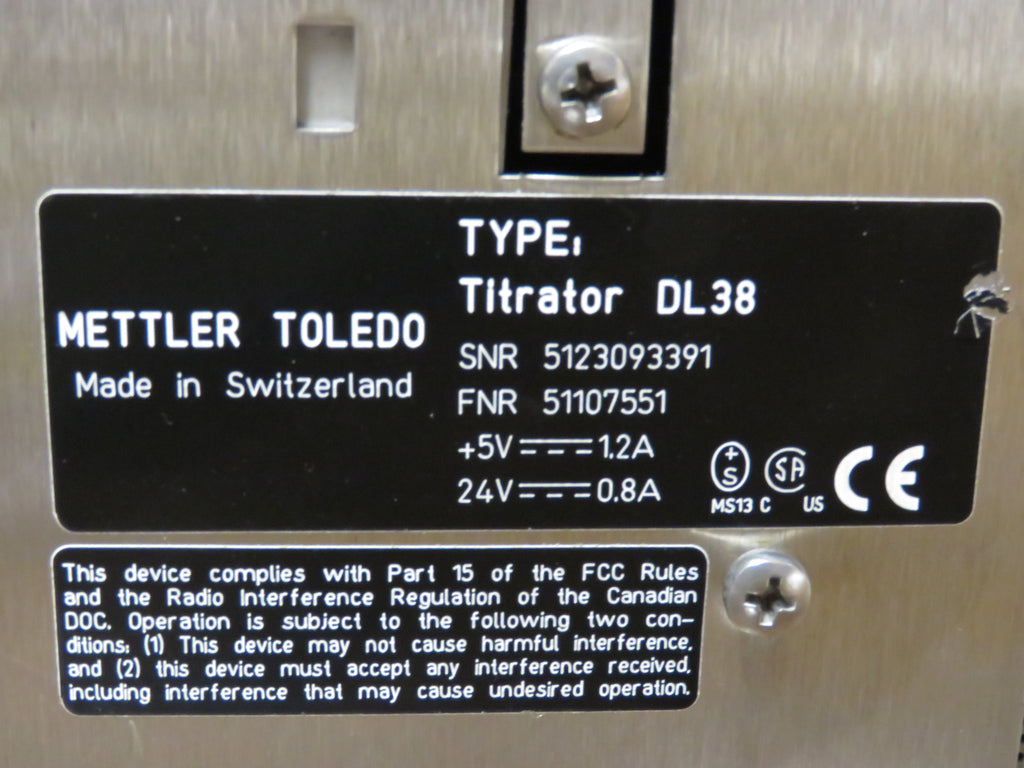 METTLER TOLEDO
Made in Switzerland
TYPE:
Titrator DL38
SNR 5123093391
FNR 51107551
+5V 1.2A
24V 0.8A
+S
MS13
SA
C US
CE
This device complies with Part 15 of the FCC Rules
and the Radio Interference Regulation of the Canadian
DOC. Operation is subject to the following two con-
ditions: (1) This device may not cause harmful interference,
and (2) this device must accept any interference received,
including interference that may cause undesired operation.